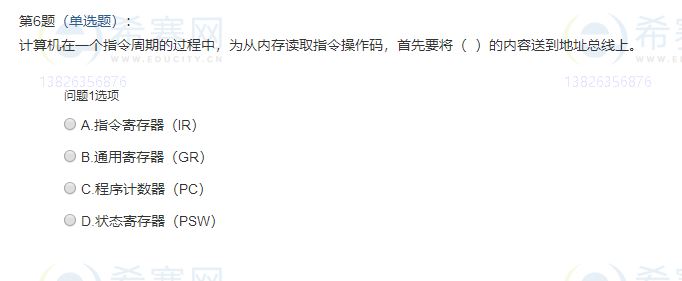 第6题（单选题）：
计算机在一个指令周期的过程中，为从内存读取指令操作码，首先要将（ ）的内容送到地址总线上。
希赛网
WWW.EDUCITY.CN
希赛
WWW.EDUC
13826356876
13826356876
问题1选项
A.指令寄存器（IR）
B.通用寄存器（GR）
C.程序计数器（PC）
D.状态寄存器（PSW）
希赛网
希赛